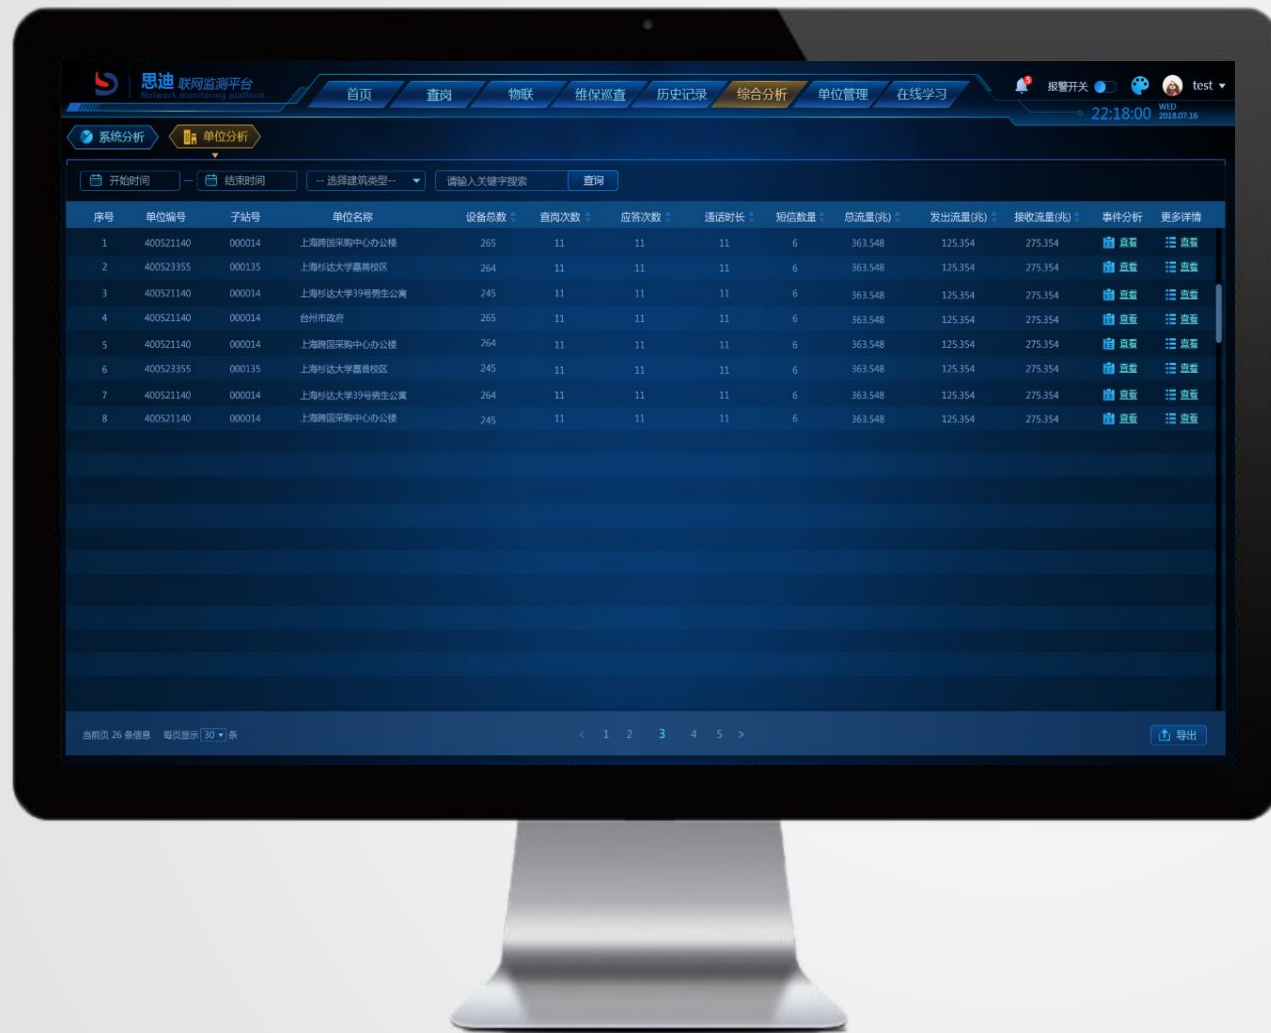 思迪 联网监测平台
Network monitoring platform
首页 查岗 物联 维保巡查 历史记录 综合分析 单位管理 在线学习
5 报警开关 test
22:18:00 WED
2018.07.16
系统分析 单位分析
开始时间 — 结束时间 -- 选择建筑类型-- 请输入关键字搜索 查询
序号 单位编号 子站号 单位名称 设备总数 查岗次数 应答次数 通话时长 短信数量 总流量(兆) 发出流量(兆) 接收流量(兆) 事件分析 更多详情
1 400521140 000014 上海跨国采购中心办公楼 265 11 11 11 6 363.548 125.354 275.354 查看 查看
2 400523355 000135 上海杉达大学嘉善校区 264 11 11 11 6 363.548 125.354 275.354 查看 查看
3 400521140 000014 上海杉达大学39号男生公寓 245 11 11 11 6 363.548 125.354 275.354 查看 查看
4 400521140 000014 台州市政府 265 11 11 11 6 363.548 125.354 275.354 查看 查看
5 400521140 000014 上海跨国采购中心办公楼 264 11 11 11 6 363.548 125.354 275.354 查看 查看
6 400523355 000135 上海杉达大学嘉善校区 245 11 11 11 6 363.548 125.354 275.354 查看 查看
7 400521140 000014 上海杉达大学39号男生公寓 264 11 11 11 6 363.548 125.354 275.354 查看 查看
8 400521140 000014 上海跨国采购中心办公楼 245 11 11 11 6 363.548 125.354 275.354 查看 查看
当前页 26 条信息 每页显示 30 条 < 1 2 3 4 5 > 导出